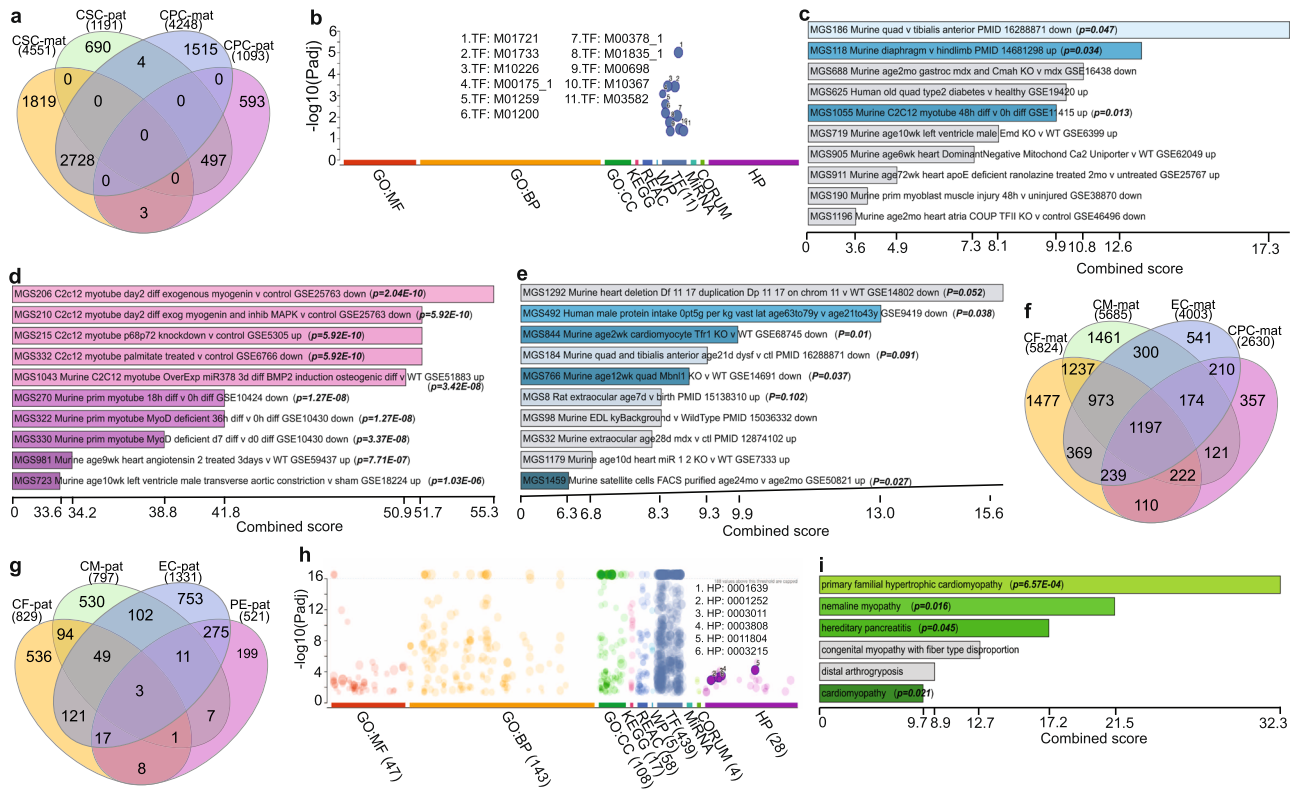 a
CSC-pat
(1191)
CPC-mat
(4248)
CSC-mat
(4551)
CPC-pat
(1093)
690
1515
4
0
0
1819
593
0
0
0
2728
497
0
0
3
b
-log10(Padj)
6
5
4
3
2
1
0
1.TF: M01721
2.TF: M01733
3.TF: M10226
4.TF: M00175_1
5.TF: M01259
6.TF: M01200
7.TF: M00378_1
8.TF: M01835_1
9.TF: M00698
10.TF: M10367
11.TF: M03582
GO:MF
GO:BP
GO:CC
KEGG
REAC
WP
TF(11)
MiRNA
CORUM
HP
c
MGS186 Murine quad v tibialis anterior PMID 16288871 down (p=0.047)
MGS118 Murine diaphragm v hindlimb PMID 14681298 up (p=0.034)
MGS688 Murine age2mo gastroc mdx and Cmah KO v mdx GSE16438 down
MGS625 Human old quad type2 diabetes v healthy GSE19420 up
MGS1055 Murine C2C12 myotube 48h diff v 0h diff GSE11415 up (p=0.013)
MGS719 Murine age10wk left ventricle male Emd KO v WT GSE6399 up
MGS905 Murine age6wk heart DominantNegative Mitochond Ca2 Uniporter v WT GSE62049 up
MGS911 Murine age72wk heart apoE deficient ranolazine treated 2mo v untreated GSE25767 up
MGS190 Murine prim myoblast muscle injury 48h v uninjured GSE38870 down
MGS1196 Murine age2mo heart atria COUP TFII KO v control GSE46496 down
0 3.6 4.9 7.3 8.1 9.9 10.8 12.6 17.3
Combined score
d
MGS206 C2c12 myotube day2 diff exogenous myogenin v control GSE25763 down (p=2.04E-10)
MGS210 C2c12 myotube day2 diff exog myogenin and inhib MAPK v control GSE25763 down (p=5.92E-10)
MGS215 C2c12 myotube p68p72 knockdown v control GSE5305 up (p=5.92E-10)
MGS332 C2c12 myotube palmitate treated v control GSE6766 down (p=5.92E-10)
MGS1043 Murine C2C12 myotube OverExp miR378 3d diff BMP2 induction osteogenic diff v WT GSE51883 up
(p=3.42E-08)
MGS270 Murine prim myotube 18h diff v 0h diff GSE10424 down (p=1.27E-08)
MGS322 Murine prim myotube MyoD deficient 36h diff v 0h diff GSE10430 down (p=1.27E-08)
MGS330 Murine prim myotube MyoD deficient d7 diff v d0 diff GSE10430 down (p=3.37E-08)
MGS981 Murine age9wk heart angiotensin 2 treated 3days v WT GSE59437 up (p=7.71E-07)
MGS723 Murine age10wk left ventricle male transverse aortic constriction v sham GSE18224 up (p=1.03E-06)
0 33.6 34.2 38.8 41.8 50.9 51.7 55.3
Combined score
e
MGS1292 Murine heart deletion Df 11 17 duplication Dp 11 17 on chrom 11 v WT GSE14802 down (P=0.052)
MGS492 Human male protein intake 0pt5g per kg vast lat age63to79y v age21to43y GSE9419 down (P=0.038)
MGS844 Murine age2wk cardiomyocyte Tfr1 KO v WT GSE68745 down (P=0.01)
MGS184 Murine quad and tibialis anterior age21d dysf v ctl PMID 16288871 down (P=0.091)
MGS766 Murine age12wk quad Mbnl1 KO v WT GSE14691 down (P=0.037)
MGS8 Rat extraocular age7d v birth PMID 15138310 up (P=0.102)
MGS98 Murine EDL kyBackground v WildType PMID 15036332 down
MGS32 Murine extraocular age28d mdx v ctl PMID 12874102 up
MGS1179 Murine age10d heart miR 1 2 KO v WT GSE7333 up
MGS1459 Murine satellite cells FACS purified age24mo v age2mo GSE50821 up (P=0.027)
0 6.3 6.8 8.3 9.3 9.9 13.0 15.6
Combined score
f
CM-mat
(5685)
EC-mat
(4003)
CF-mat
(5824)
CPC-mat
(2630)
1461
541
300
1237
210
1477
973
174
357
1197
369
121
239
222
110
g
CM-pat
(797)
EC-pat
(1331)
CF-pat
(829)
PE-pat
(521)
530
753
102
94
275
536
49
11
199
3
121
7
17
1
8
h
-log10(Padj)
16
12
8
4
0
1. HP: 0001639
2. HP: 0001252
3. HP: 0003011
4. HP: 0003808
5. HP: 0011804
6. HP: 0003215
GO:MF (47)
GO:BP (143)
GO:CC (108)
KEGG (17)
REAC (58)
WP (5)
TF(439)
MiRNA
CORUM (4)
HP (28)
i
primary familial hypertrophic cardiomyopathy (p=6.57E-04)
nemaline myopathy (p=0.016)
hereditary pancreatitis (p=0.045)
congenital myopathy with fiber type disproportion
distal arthrogryposis
cardiomyopathy (p=0.021)
0 9.7 8.9 12.7 17.2 21.5 32.3
Combined score